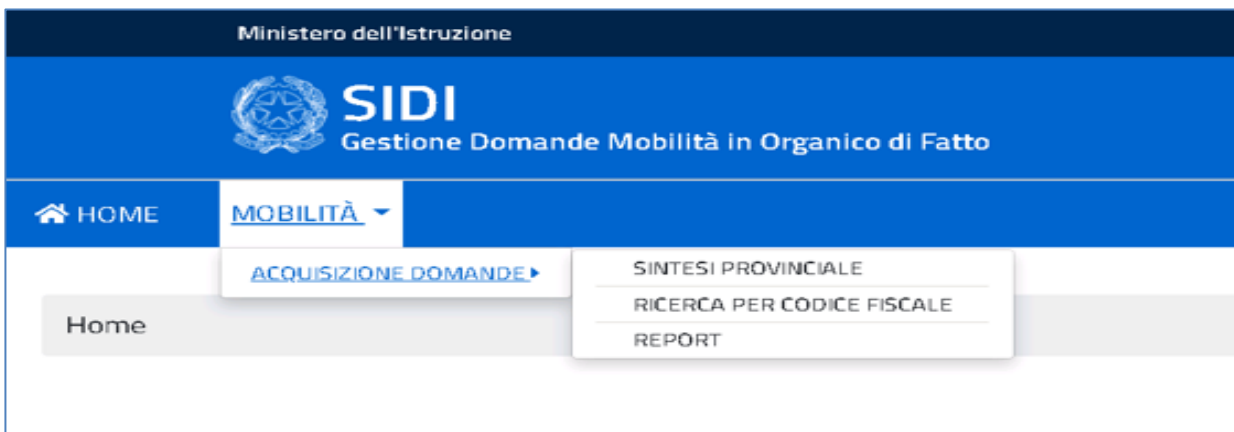 Ministero dell'Istruzione
SIDI
Gestione Domande Mobilità in Organico di Fatto
HOME
MOBILITÀ
ACQUISIZIONE DOMANDE
SINTESI PROVINCIALE
RICERCA PER CODICE FISCALE
REPORT
Home